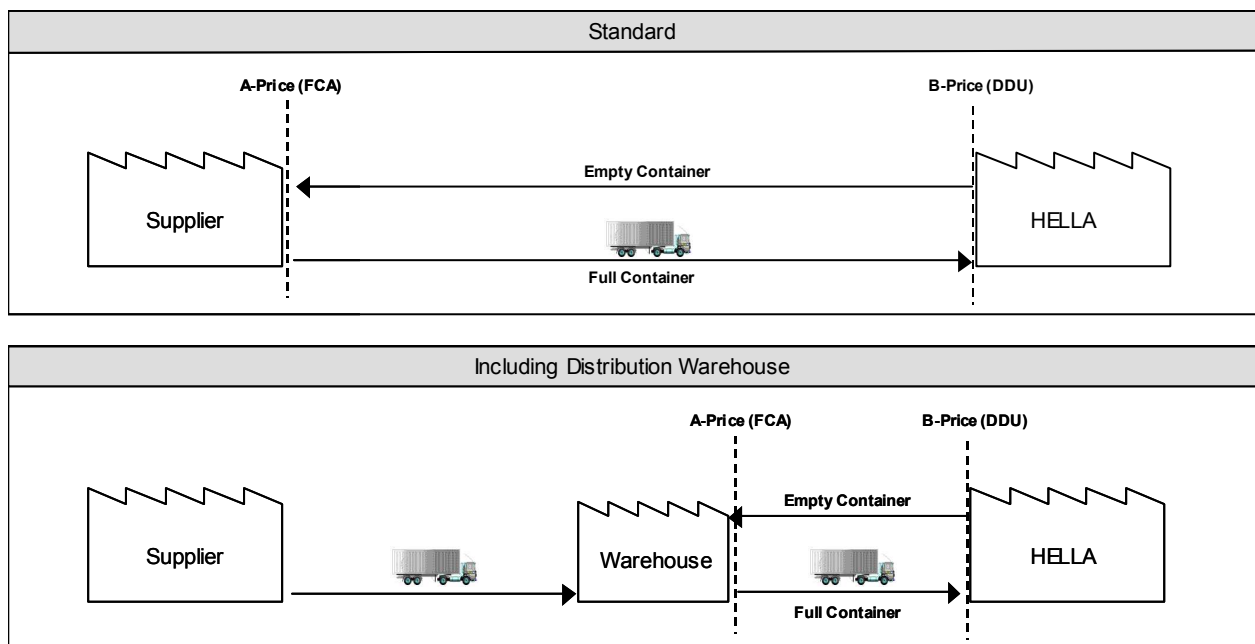 Standard
A-Price (FCA)
B-Price (DDU)
Empty Container
Supplier
HELLA
Full Container
Including Distribution Warehouse
A-Price (FCA)
B-Price (DDU)
Empty Container
Supplier
Warehouse
HELLA
Full Container